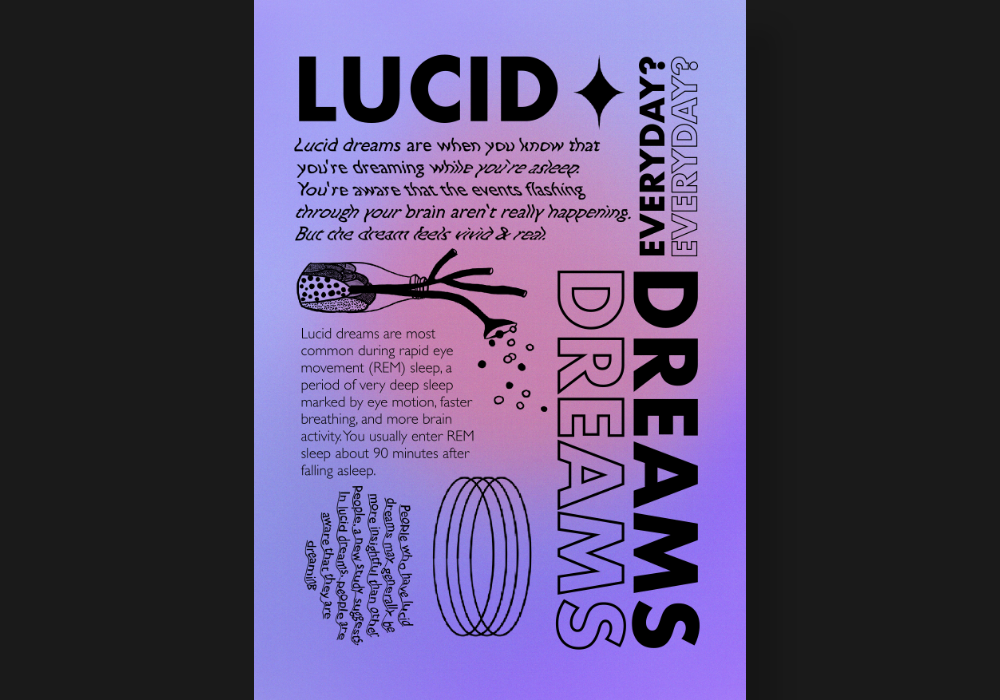 LUCID
EVERYDAY?
EVERYDAY?
Lucid dreams are when you know that
you're dreaming while you're asleep.
You're aware that the events flashing
through your brain aren't really happening.
But the dream feels vivid & real.
DREAMS
DREAMS
Lucid dreams are most
common during rapid eye
movement (REM) sleep, a
period of very deep sleep
marked by eye motion, faster
breathing, and more brain
activity. You usually enter REM
sleep about 90 minutes after
falling asleep.
People who have lucid
dreams may generally be
more insightful than other
People, a new study suggests.
In lucid dreams, people are
aware that they are
dreaming